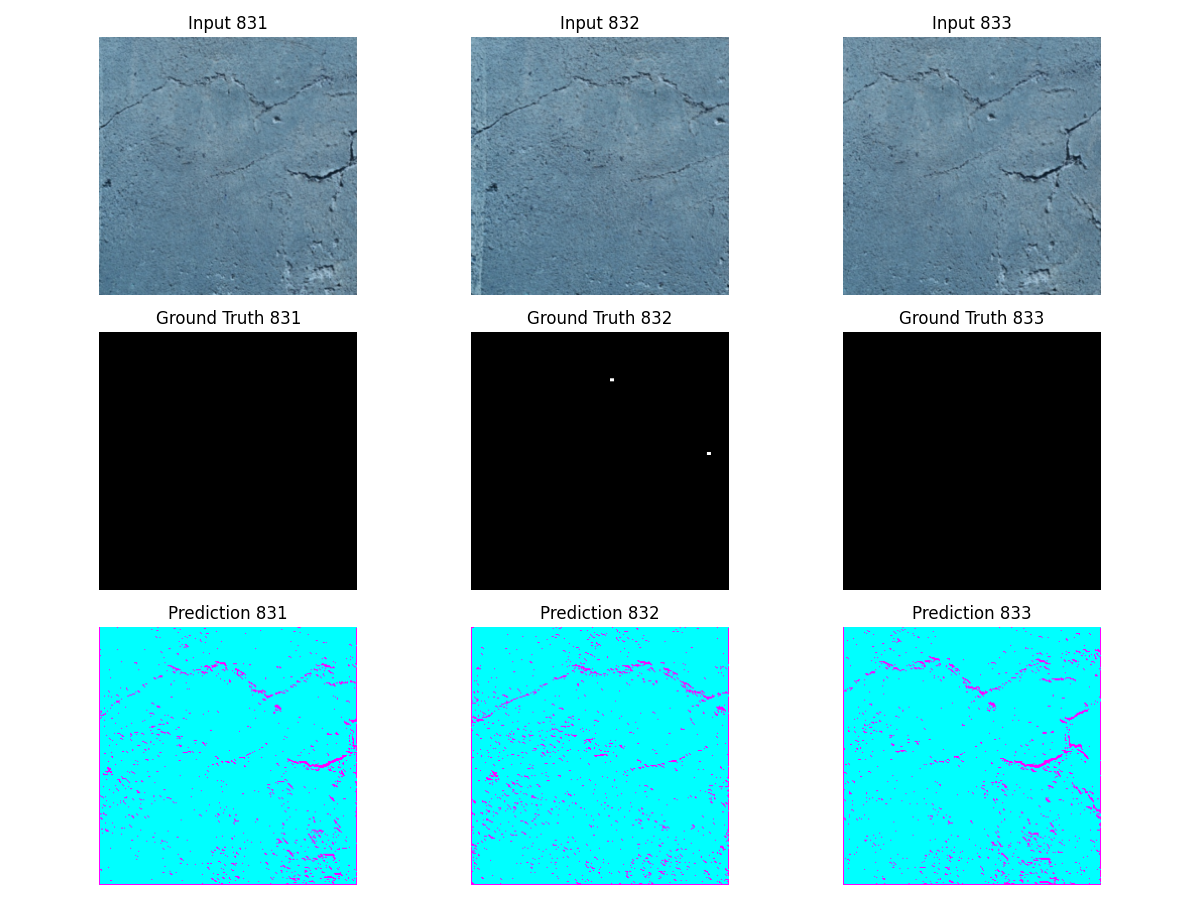 Input 831
Input 832
Input 833
Ground Truth 831
Ground Truth 832
Ground Truth 833
Prediction 831
Prediction 832
Prediction 833